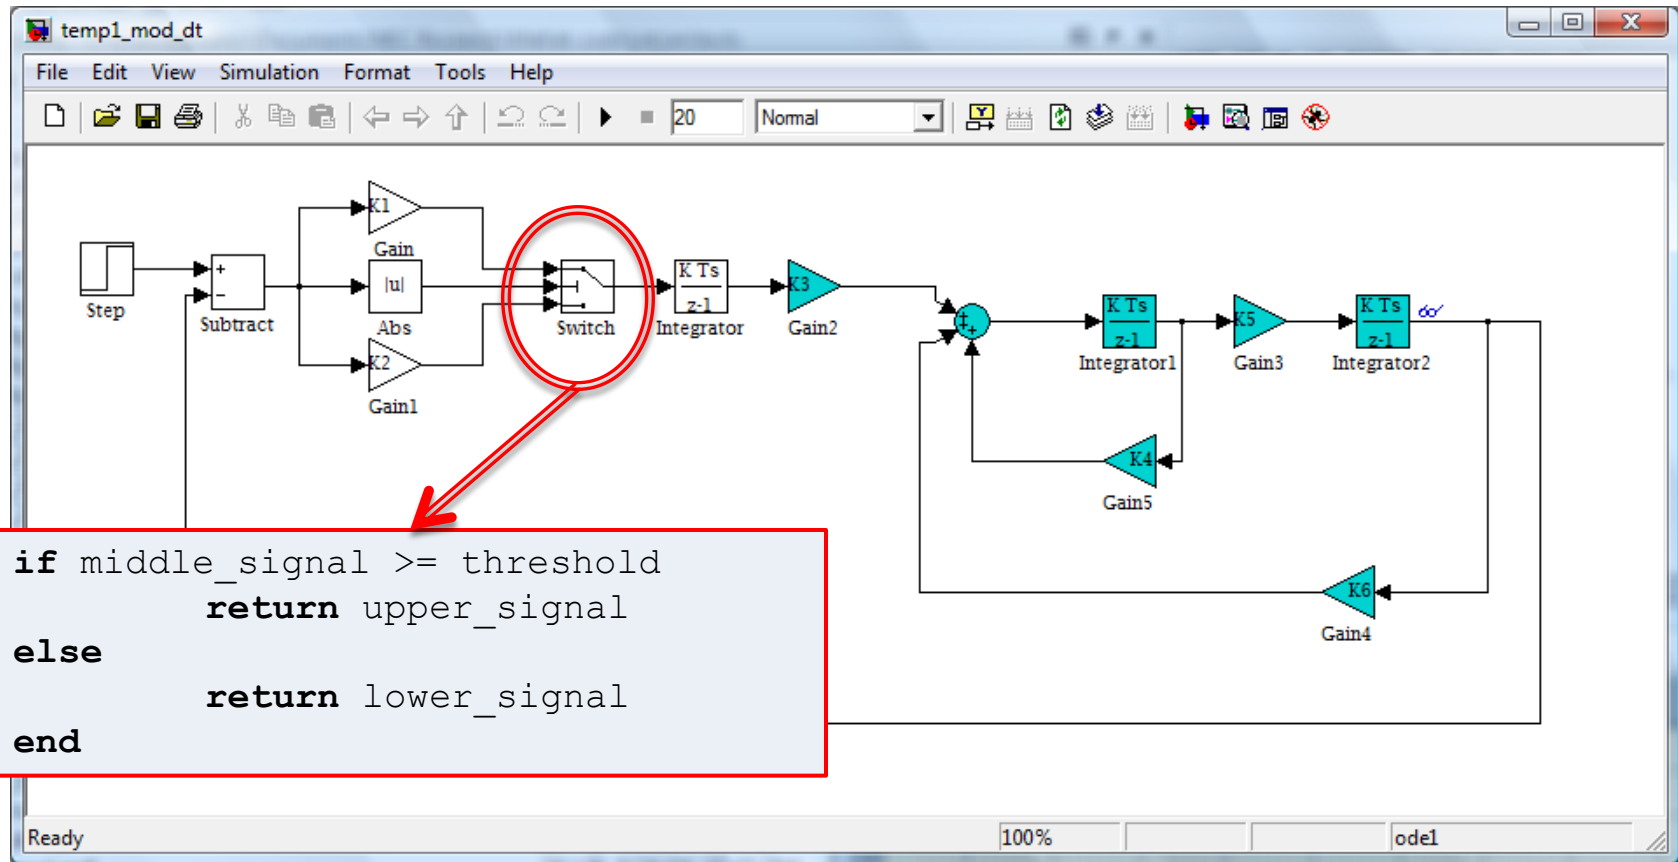 temp1_mod_dt
File Edit View Simulation Format Tools Help
20 Normal
K1
Gain
Step
+
−
Subtract
|u|
Abs
K2
Gain1
Switch
K Ts
z-1
Integrator
K3
Gain2
+
+
+
K Ts
z-1
Integrator1
K5
Gain3
K Ts
z-1
Integrator2
K4
Gain5
K6
Gain4
if middle_signal >= threshold
return upper_signal
else
return lower_signal
end
Ready 100% ode1